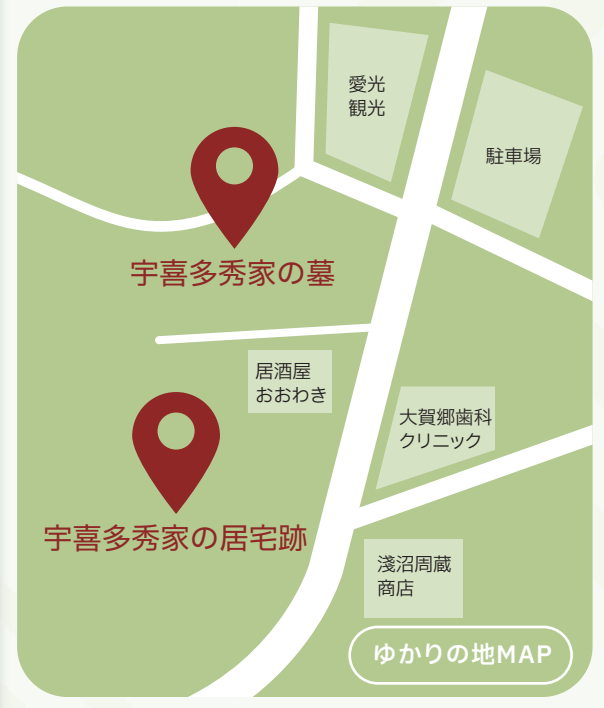 愛光
観光
駐車場
宇喜多秀家の墓
居酒屋
おおわき
大賀郷歯科
クリニック
宇喜多秀家の居宅跡
淺沼周蔵
商店
ゆかりの地MAP